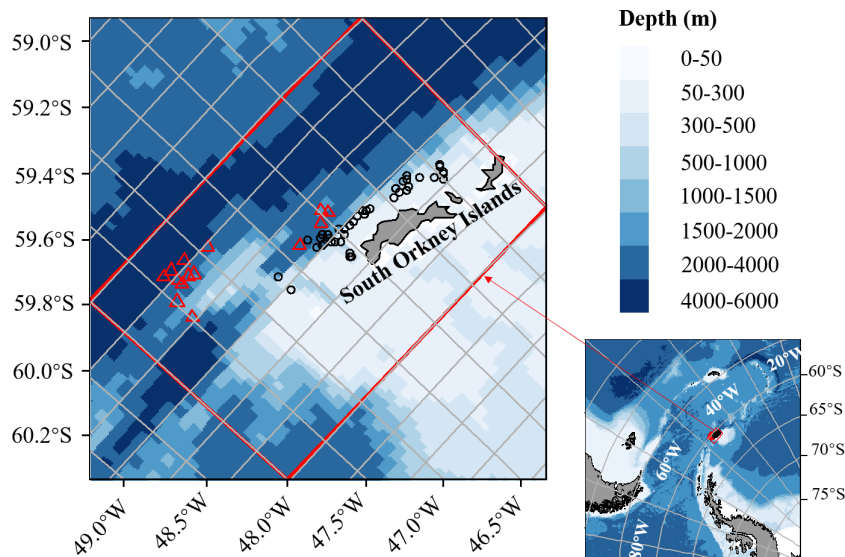 Depth (m)
0-50
50-300
300-500
500-1000
1000-1500
1500-2000
2000-4000
4000-6000
59.0°S
59.2°S
59.4°S
59.6°S
59.8°S
60.0°S
60.2°S
49.0°W
48.5°W
48.0°W
47.5°W
47.0°W
46.5°W
South Orkney Islands
20°W
40°W
60°W
80°W
60°S
65°S
70°S
75°S